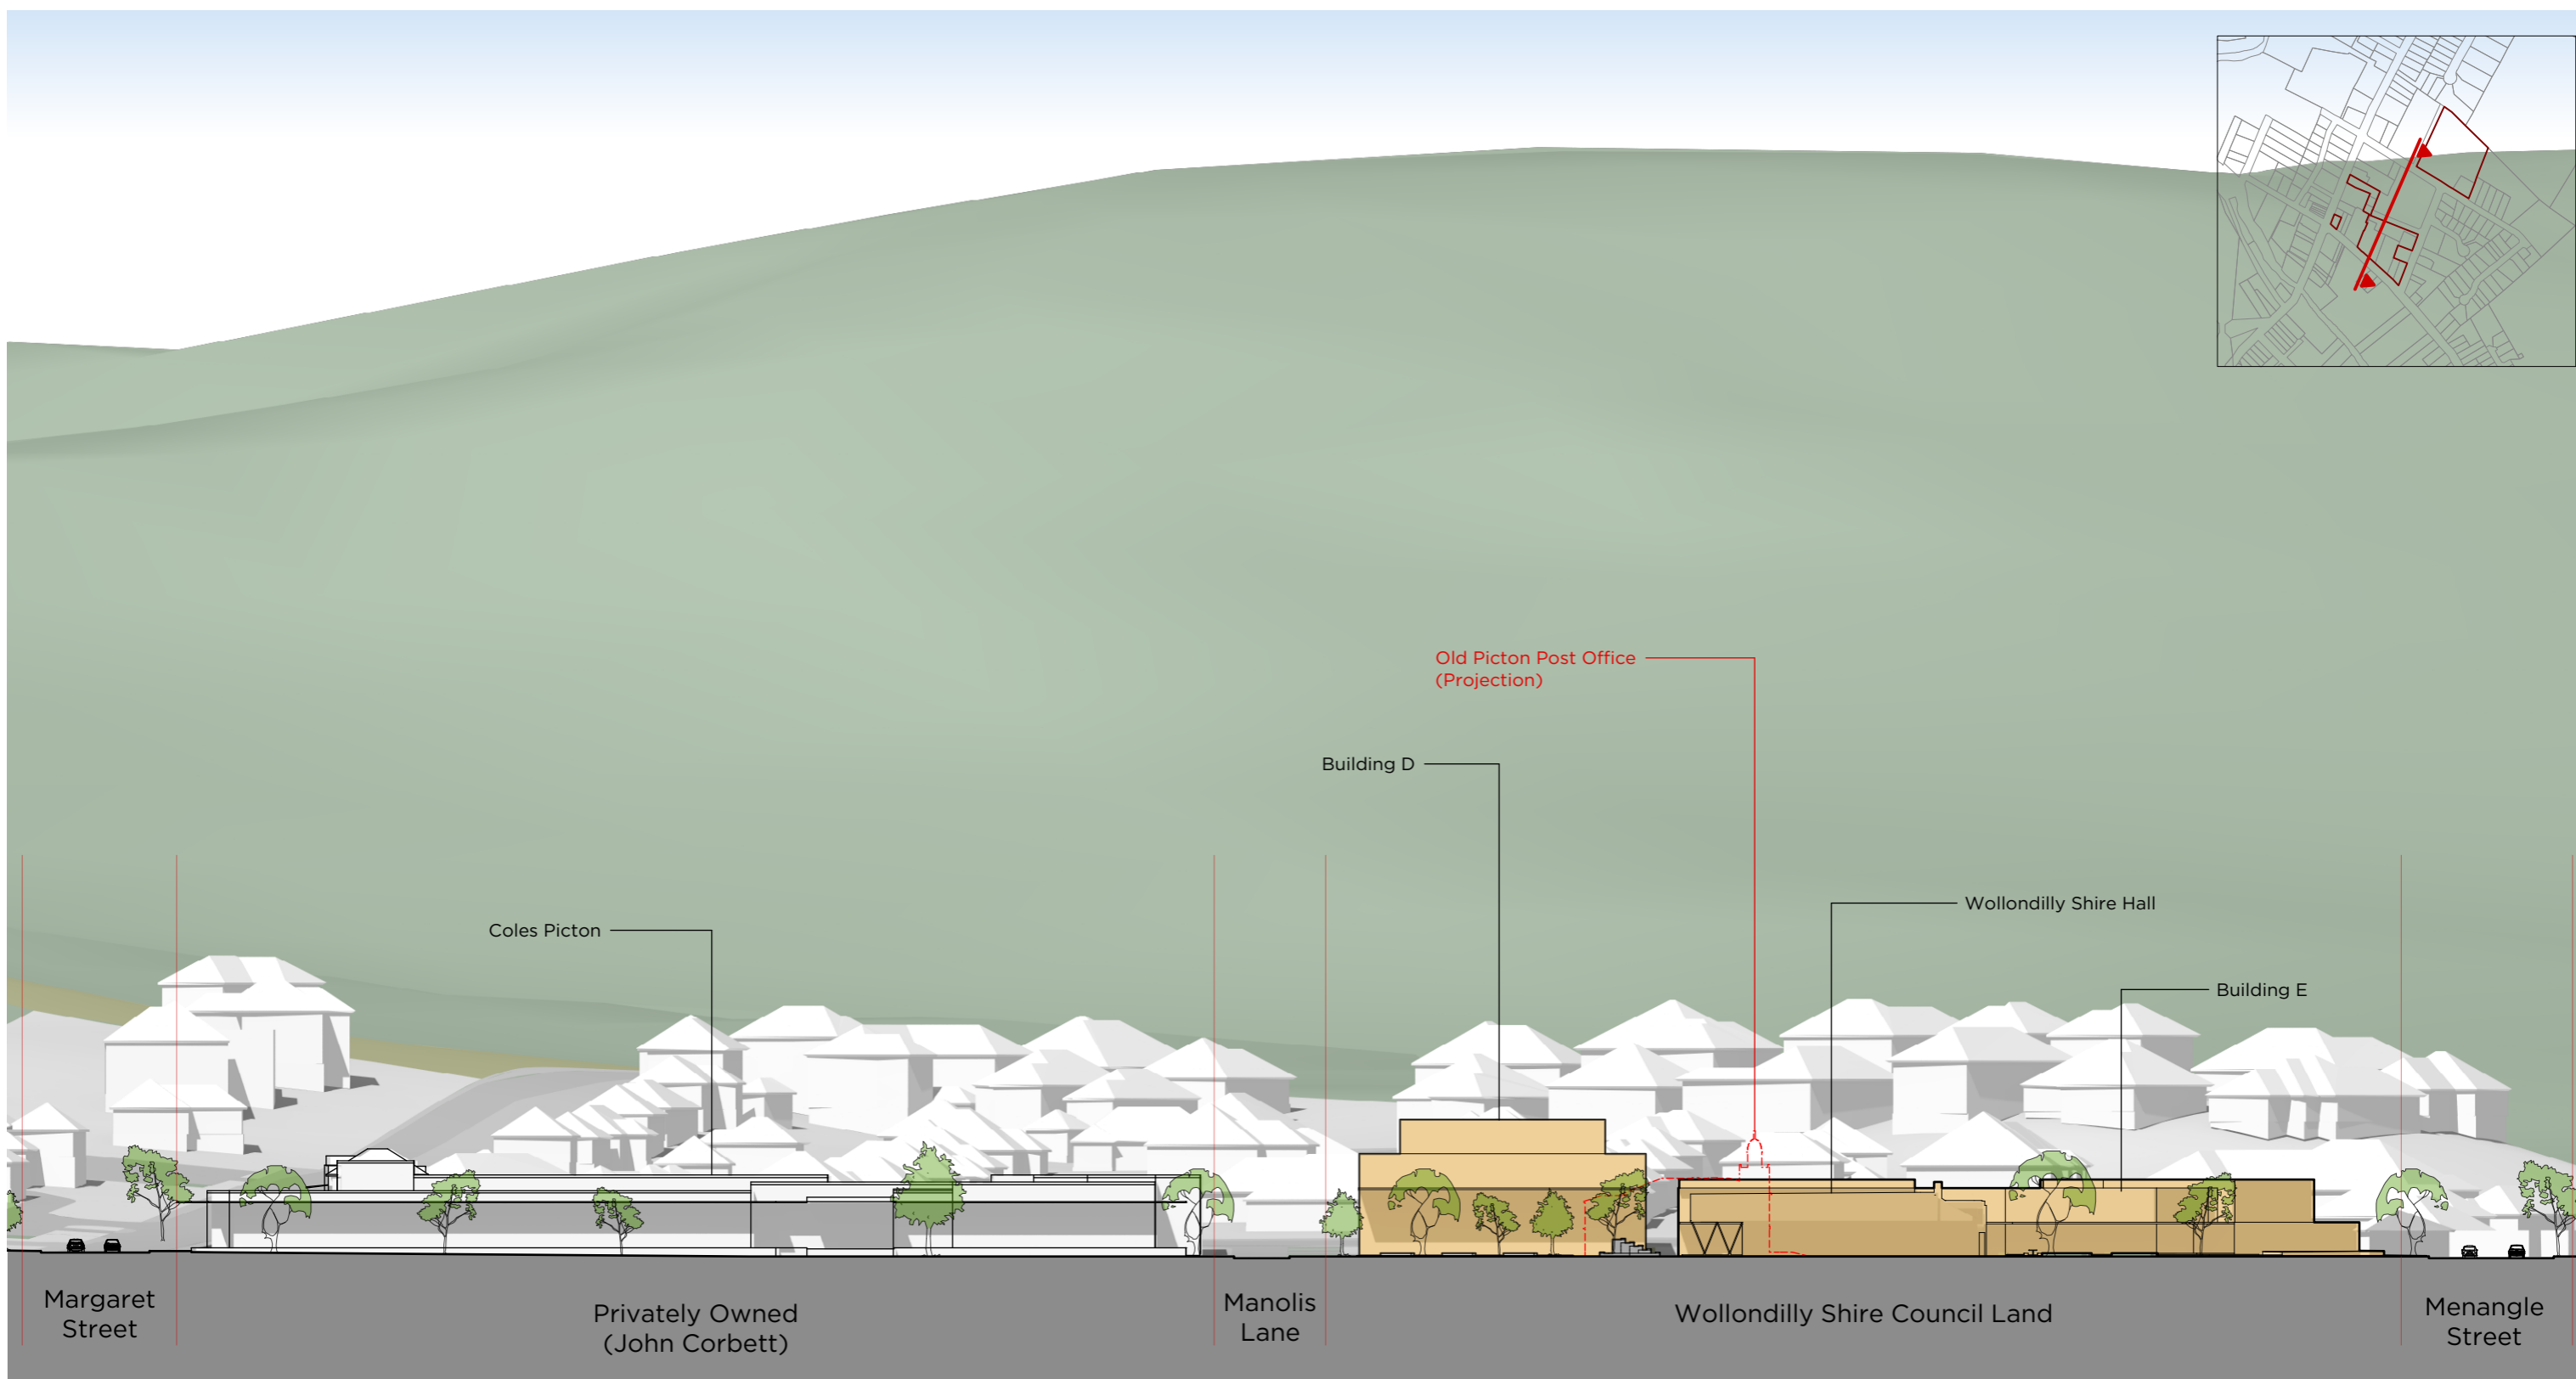 Old Picton Post Office
(Projection)
Building D
Wollondilly Shire Hall
Coles Picton
Building E
Margaret
Street
Privately Owned
(John Corbett)
Manolis
Lane
Wollondilly Shire Council Land
Menangle
Street